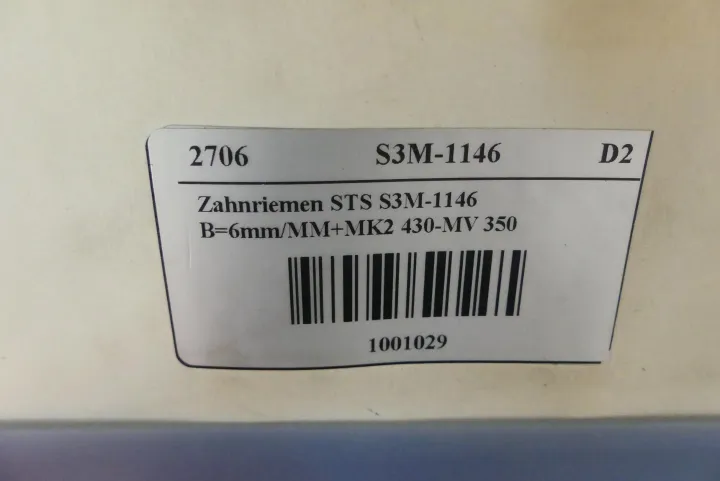 2706 S3M-1146 D2
Zahnriemen STS S3M-1146
B=6mm/MM+MK2 430-MV 350
1001029